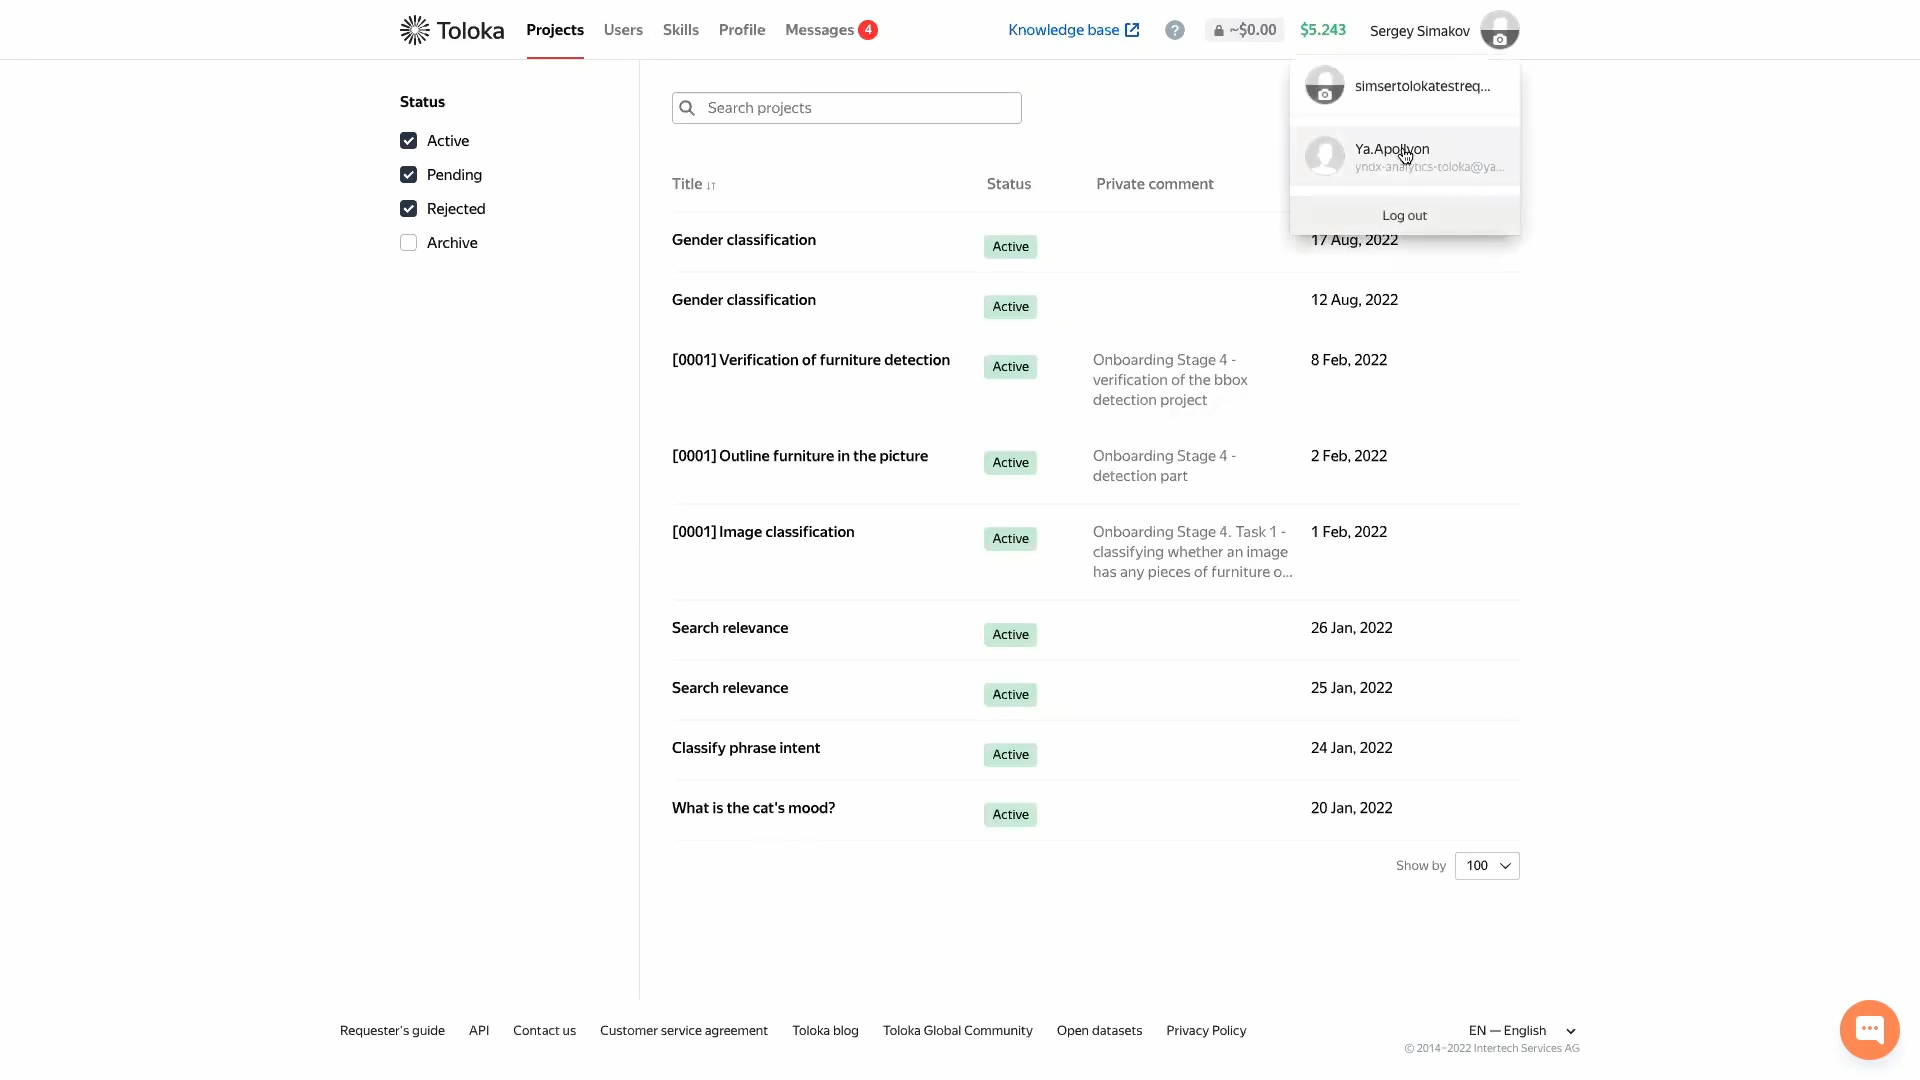 Toloka
Projects
Users
Skills
Profile
Messages 4
Knowledge base
?
~$0.00
$5.243
Sergey Simakov
simsertolokatestreq...
Ya.Apollyon
yndx-analytics-toloka@ya...
Log out
Status
Active
Pending
Rejected
Archive
Search projects
Title
Status
Private comment
Gender classification
Active
17 Aug, 2022
Gender classification
Active
12 Aug, 2022
[0001] Verification of furniture detection
Active
Onboarding Stage 4 -
verification of the bbox
detection project
8 Feb, 2022
[0001] Outline furniture in the picture
Active
Onboarding Stage 4 -
detection part
2 Feb, 2022
[0001] Image classification
Active
Onboarding Stage 4. Task 1 -
classifying whether an image
has any pieces of furniture o...
1 Feb, 2022
Search relevance
Active
26 Jan, 2022
Search relevance
Active
25 Jan, 2022
Classify phrase intent
Active
24 Jan, 2022
What is the cat's mood?
Active
20 Jan, 2022
Show by
100
Requester's guide
API
Contact us
Customer service agreement
Toloka blog
Toloka Global Community
Open datasets
Privacy Policy
EN — English
© 2014–2022 Intertech Services AG